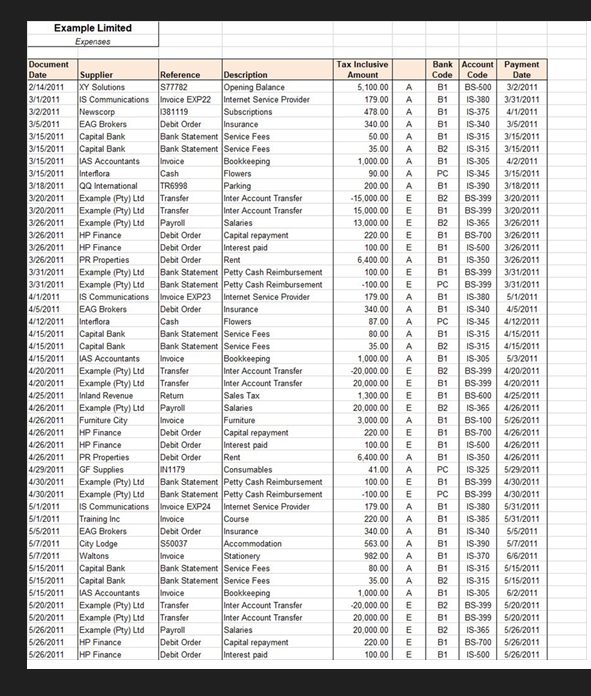 Example Limited
Expenses
Document Tax Inclusive Bank Account Payment
Date Supplier Reference Description Amount Code Code Date
2/14/2011 XY Solutions S77782 Opening Balance 5,100.00 A B1 BS-500 3/2/2011
3/1/2011 IS Communications Invoice EXP22 Internet Service Provider 179.00 A B1 IS-380 3/31/2011
3/2/2011 Newscorp I381119 Subscriptions 478.00 A B1 IS-375 4/1/2011
3/5/2011 EAG Brokers Debit Order Insurance 340.00 A B1 IS-340 3/5/2011
3/15/2011 Capital Bank Bank Statement Service Fees 50.00 A B1 IS-315 3/15/2011
3/15/2011 Capital Bank Bank Statement Service Fees 35.00 A B2 IS-315 3/15/2011
3/15/2011 IAS Accountants Invoice Bookkeeping 1,000.00 A B1 IS-305 4/2/2011
3/15/2011 Interflora Cash Flowers 90.00 A PC IS-345 3/15/2011
3/18/2011 QQ International TR6998 Parking 200.00 A B1 IS-390 3/18/2011
3/20/2011 Example (Pty) Ltd Transfer Inter Account Transfer -15,000.00 E B2 BS-399 3/20/2011
3/20/2011 Example (Pty) Ltd Transfer Inter Account Transfer 15,000.00 E B1 BS-399 3/20/2011
3/26/2011 Example (Pty) Ltd Payroll Salaries 13,000.00 E B2 IS-365 3/26/2011
3/26/2011 HP Finance Debit Order Capital repayment 220.00 E B1 BS-700 3/26/2011
3/26/2011 HP Finance Debit Order Interest paid 100.00 E B1 IS-500 3/26/2011
3/26/2011 PR Properties Debit Order Rent 6,400.00 A B1 IS-350 3/26/2011
3/31/2011 Example (Pty) Ltd Bank Statement Petty Cash Reimbursement 100.00 E B1 BS-399 3/31/2011
3/31/2011 Example (Pty) Ltd Bank Statement Petty Cash Reimbursement -100.00 E PC BS-399 3/31/2011
4/1/2011 IS Communications Invoice EXP23 Internet Service Provider 179.00 A B1 IS-380 5/1/2011
4/5/2011 EAG Brokers Debit Order Insurance 340.00 A B1 IS-340 4/5/2011
4/12/2011 Interflora Cash Flowers 87.00 A PC IS-345 4/12/2011
4/15/2011 Capital Bank Bank Statement Service Fees 80.00 A B1 IS-315 4/15/2011
4/15/2011 Capital Bank Bank Statement Service Fees 35.00 A B2 IS-315 4/15/2011
4/15/2011 IAS Accountants Invoice Bookkeeping 1,000.00 A B1 IS-305 5/3/2011
4/20/2011 Example (Pty) Ltd Transfer Inter Account Transfer -20,000.00 E B2 BS-399 4/20/2011
4/20/2011 Example (Pty) Ltd Transfer Inter Account Transfer 20,000.00 E B1 BS-399 4/20/2011
4/25/2011 Inland Revenue Return Sales Tax 1,300.00 E B1 BS-600 4/25/2011
4/26/2011 Example (Pty) Ltd Payroll Salaries 20,000.00 E B2 IS-365 4/26/2011
4/26/2011 Furniture City Invoice Furniture 3,000.00 A B1 BS-100 5/26/2011
4/26/2011 HP Finance Debit Order Capital repayment 220.00 E B1 BS-700 4/26/2011
4/26/2011 HP Finance Debit Order Interest paid 100.00 E B1 IS-500 4/26/2011
4/26/2011 PR Properties Debit Order Rent 6,400.00 A B1 IS-350 4/26/2011
4/29/2011 GF Supplies IN1179 Consumables 41.00 A PC IS-325 5/29/2011
4/30/2011 Example (Pty) Ltd Bank Statement Petty Cash Reimbursement 100.00 E B1 BS-399 4/30/2011
4/30/2011 Example (Pty) Ltd Bank Statement Petty Cash Reimbursement -100.00 E PC BS-399 4/30/2011
5/1/2011 IS Communications Invoice EXP24 Internet Service Provider 179.00 A B1 IS-380 5/31/2011
5/1/2011 Training Inc Invoice Course 220.00 A B1 IS-385 5/31/2011
5/5/2011 EAG Brokers Debit Order Insurance 340.00 A B1 IS-340 5/5/2011
5/7/2011 City Lodge S50037 Accommodation 563.00 A B1 IS-390 5/7/2011
5/7/2011 Waltons Invoice Stationery 982.00 A B1 IS-370 6/6/2011
5/15/2011 Capital Bank Bank Statement Service Fees 80.00 A B1 IS-315 5/15/2011
5/15/2011 Capital Bank Bank Statement Service Fees 35.00 A B2 IS-315 5/15/2011
5/15/2011 IAS Accountants Invoice Bookkeeping 1,000.00 A B1 IS-305 6/2/2011
5/20/2011 Example (Pty) Ltd Transfer Inter Account Transfer -20,000.00 E B2 BS-399 5/20/2011
5/20/2011 Example (Pty) Ltd Transfer Inter Account Transfer 20,000.00 E B1 BS-399 5/20/2011
5/26/2011 Example (Pty) Ltd Payroll Salaries 20,000.00 E B2 IS-365 5/26/2011
5/26/2011 HP Finance Debit Order Capital repayment 220.00 E B1 BS-700 5/26/2011
5/26/2011 HP Finance Debit Order Interest paid 100.00 E B1 IS-500 5/26/2011